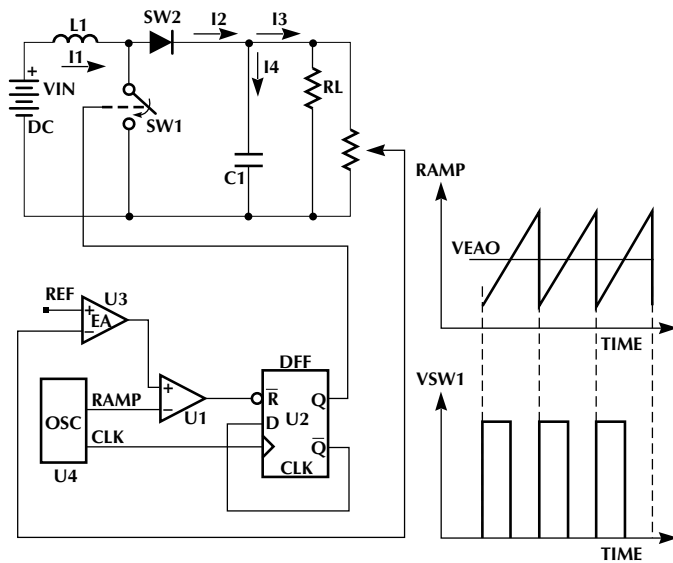 L1
SW2
I2
I3
I1
I4
+
VIN
DC
SW1
RL
C1
RAMP
VEAO
TIME
REF
U3
+
EA
−
DFF
+
−
U1
R
Q
D
U2
Q
CLK
OSC
RAMP
CLK
U4
VSW1
TIME